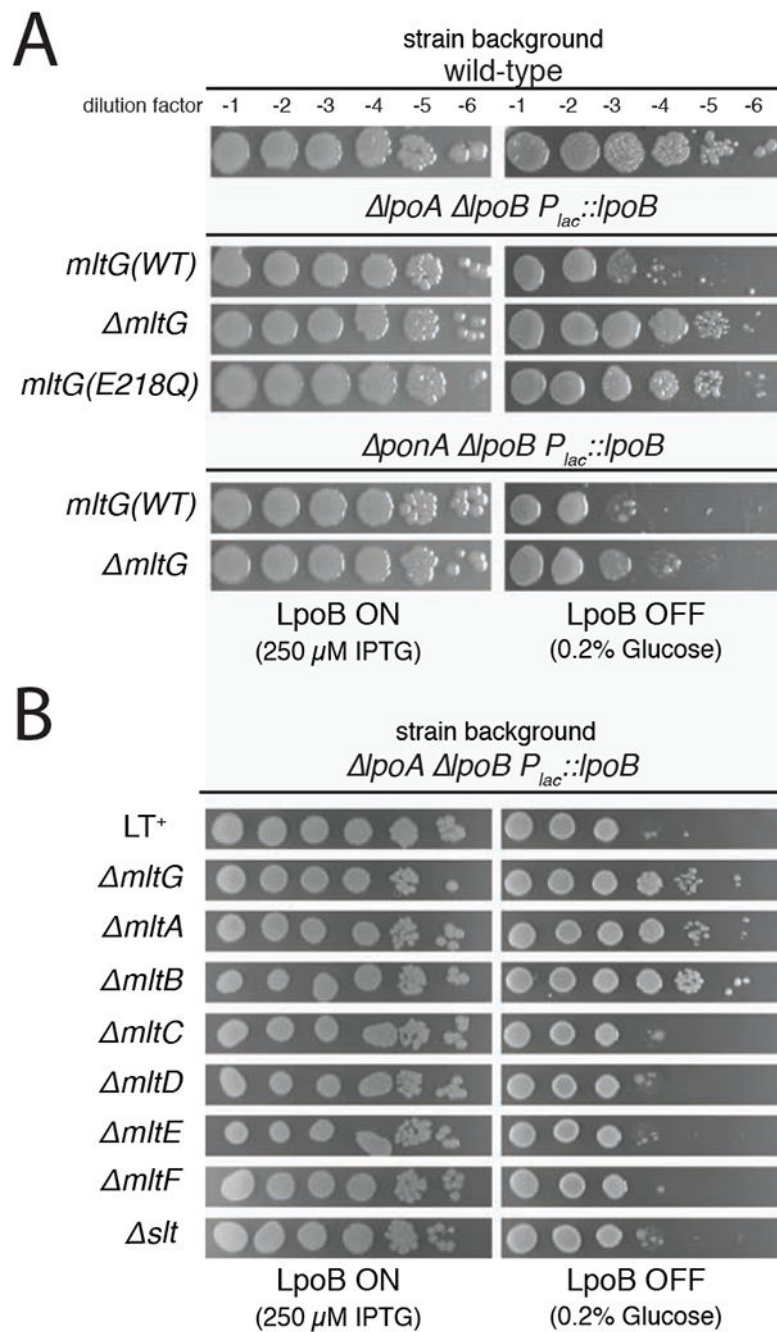 A
strain background
wild-type
dilution factor -1 -2 -3 -4 -5 -6 -1 -2 -3 -4 -5 -6
ΔlpoA ΔlpoB Plac::lpoB
mltG(WT)
ΔmltG
mltG(E218Q)
ΔponA ΔlpoB Plac::lpoB
mltG(WT)
ΔmltG
LpoB ON LpoB OFF
(250 µM IPTG) (0.2% Glucose)
B
strain background
ΔlpoA ΔlpoB Plac::lpoB
LT+
ΔmltG
ΔmltA
ΔmltB
ΔmltC
ΔmltD
ΔmltE
ΔmltF
Δslt
LpoB ON LpoB OFF
(250 µM IPTG) (0.2% Glucose)